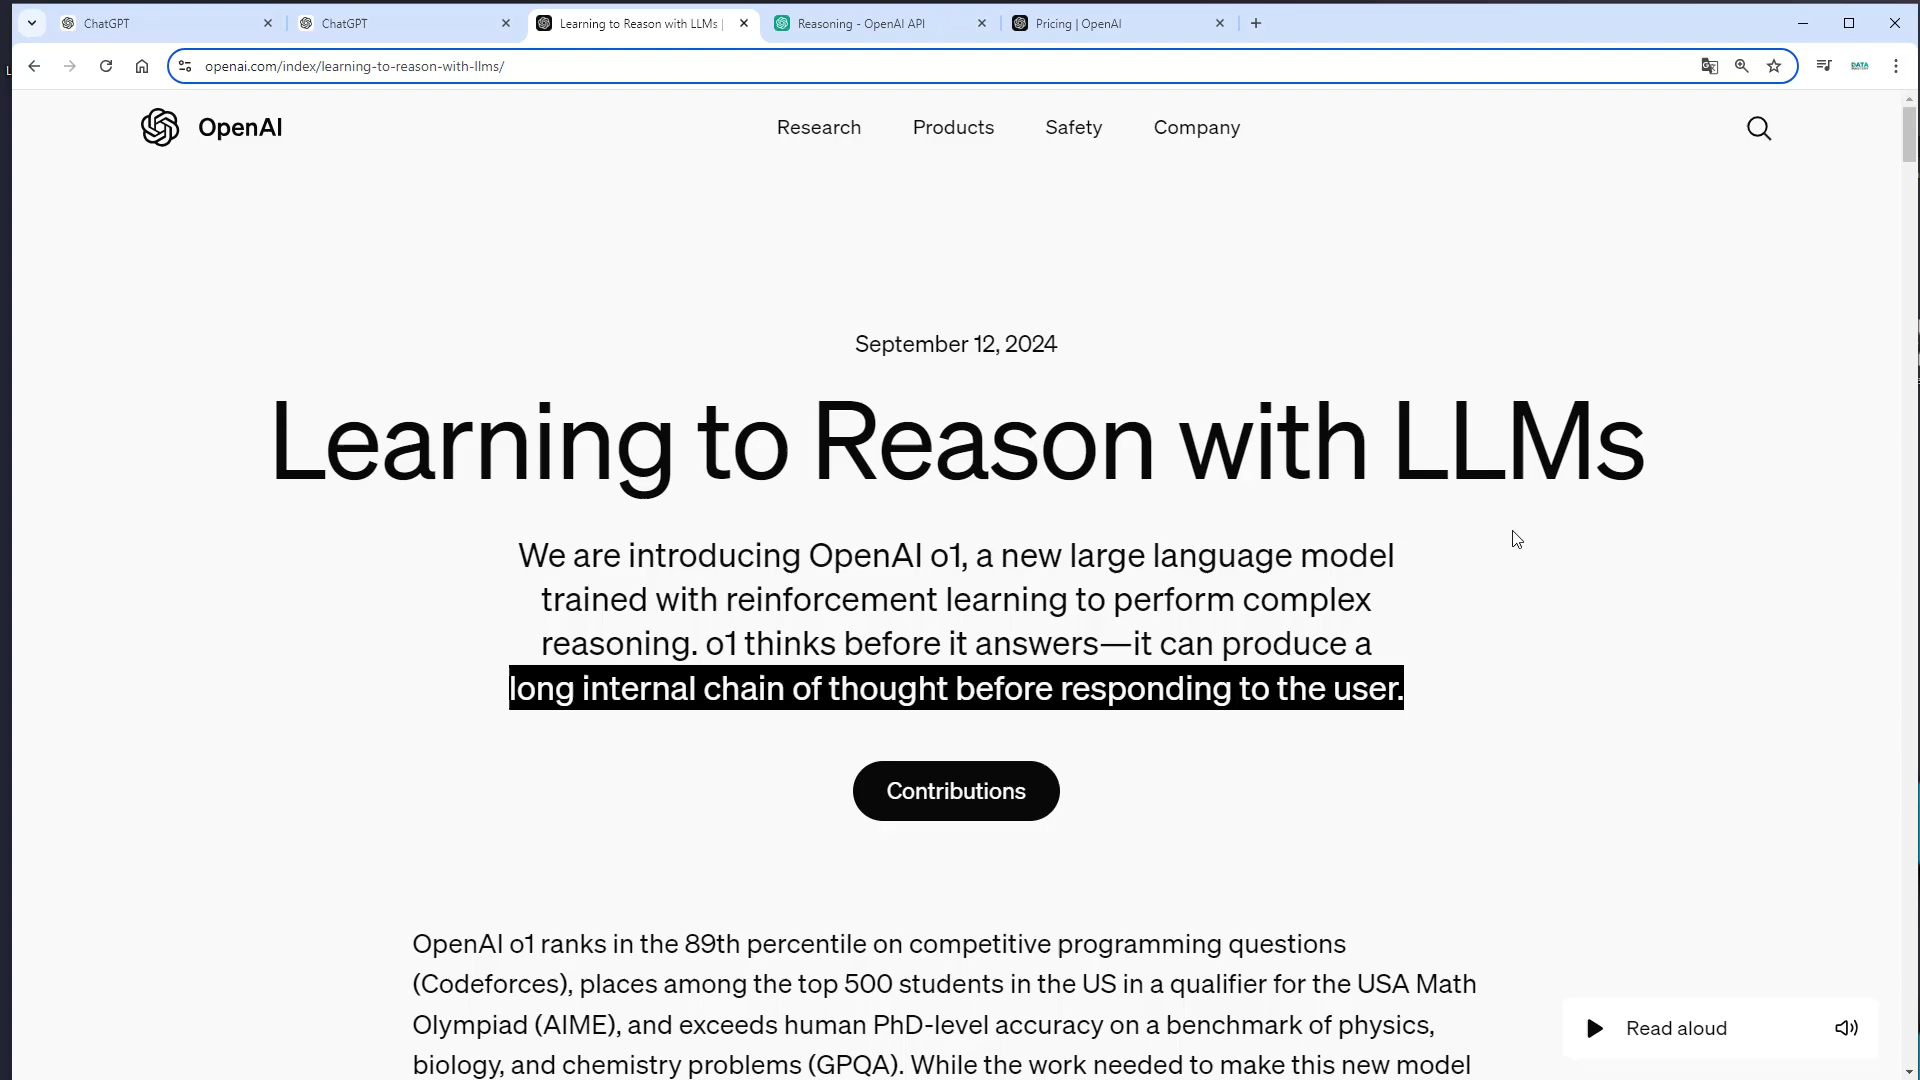 ChatGPT
ChatGPT
Learning to Reason with LLMs |
Reasoning - OpenAI API
Pricing | OpenAI
openai.com/index/learning-to-reason-with-llms/
DATA
OpenAI
Research
Products
Safety
Company
September 12, 2024
Learning to Reason with LLMs
We are introducing OpenAI o1, a new large language model
trained with reinforcement learning to perform complex
reasoning. o1 thinks before it answers—it can produce a
long internal chain of thought before responding to the user.
Contributions
OpenAI o1 ranks in the 89th percentile on competitive programming questions
(Codeforces), places among the top 500 students in the US in a qualifier for the USA Math
Olympiad (AIME), and exceeds human PhD-level accuracy on a benchmark of physics,
biology, and chemistry problems (GPQA). While the work needed to make this new model
Read aloud